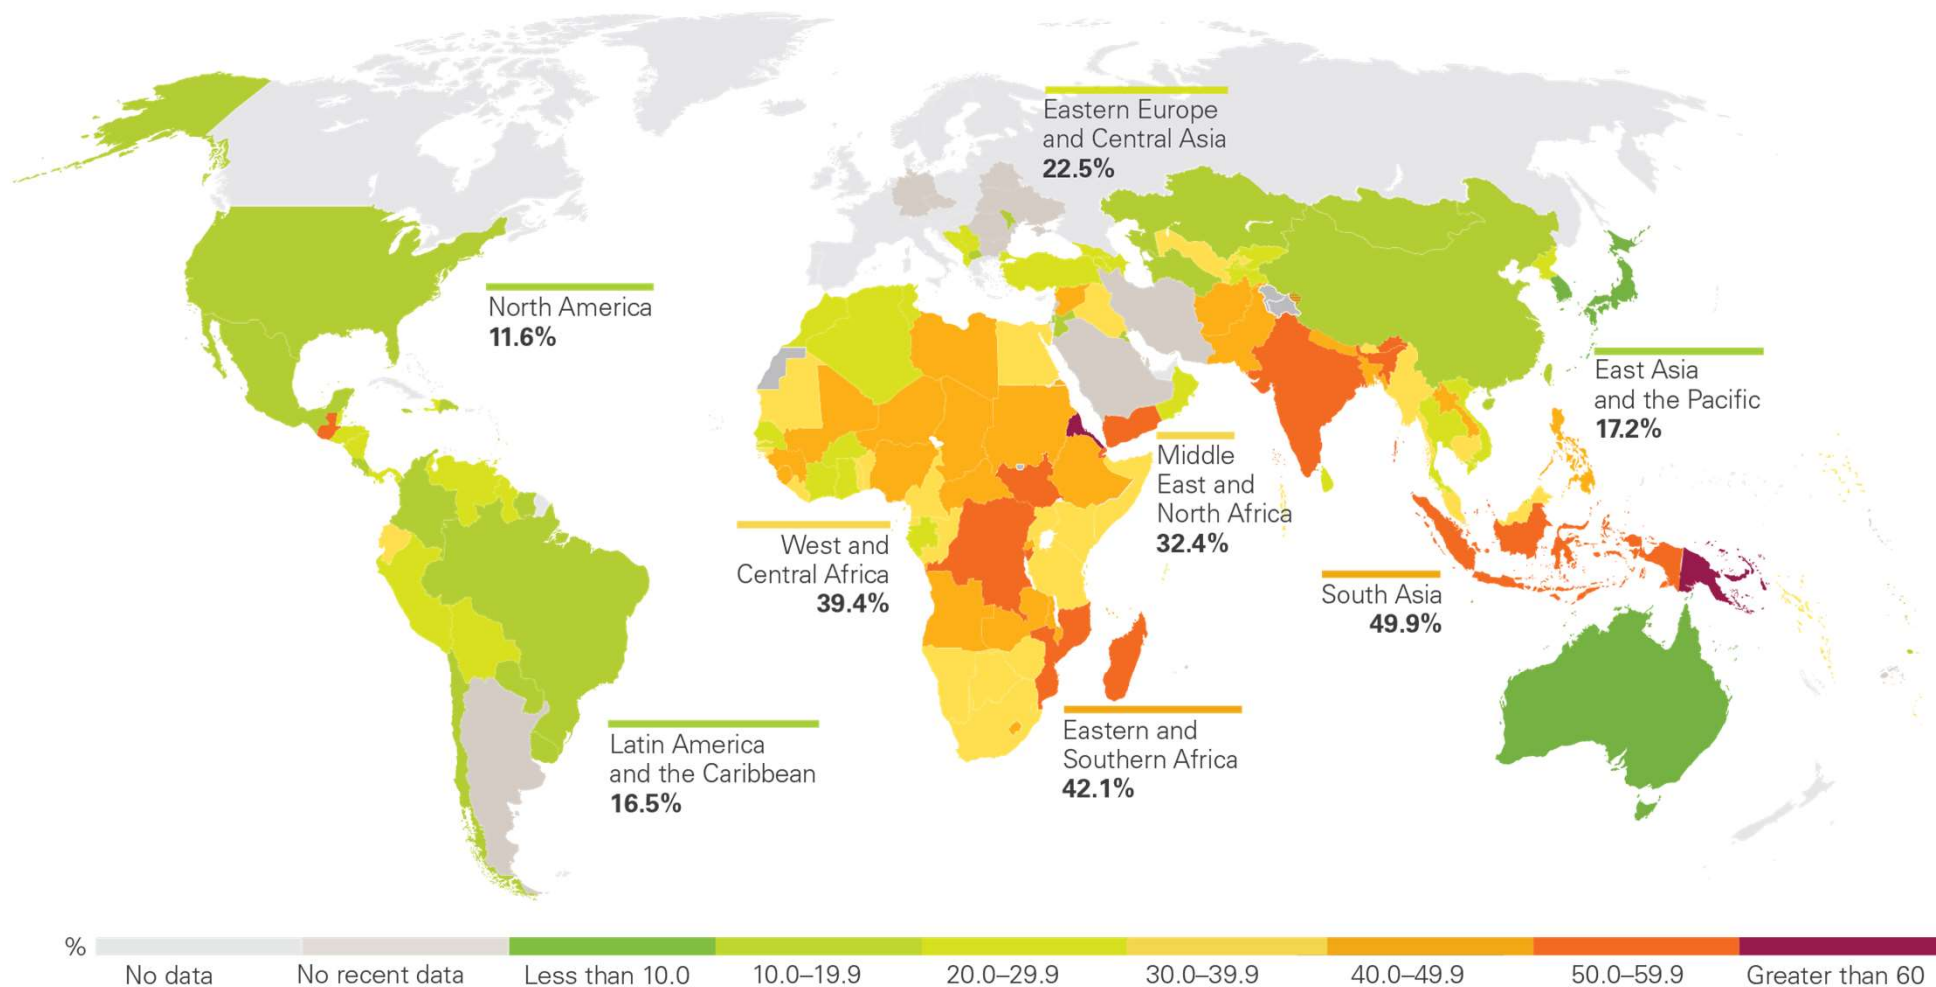 Eastern Europe
and Central Asia
22.5%
North America
11.6%
East Asia
and the Pacific
17.2%
Middle
East and
North Africa
32.4%
West and
Central Africa
39.4%
South Asia
49.9%
Latin America
and the Caribbean
16.5%
Eastern and
Southern Africa
42.1%
%
No data
No recent data
Less than 10.0
10.0–19.9
20.0–29.9
30.0–39.9
40.0–49.9
50.0–59.9
Greater than 60